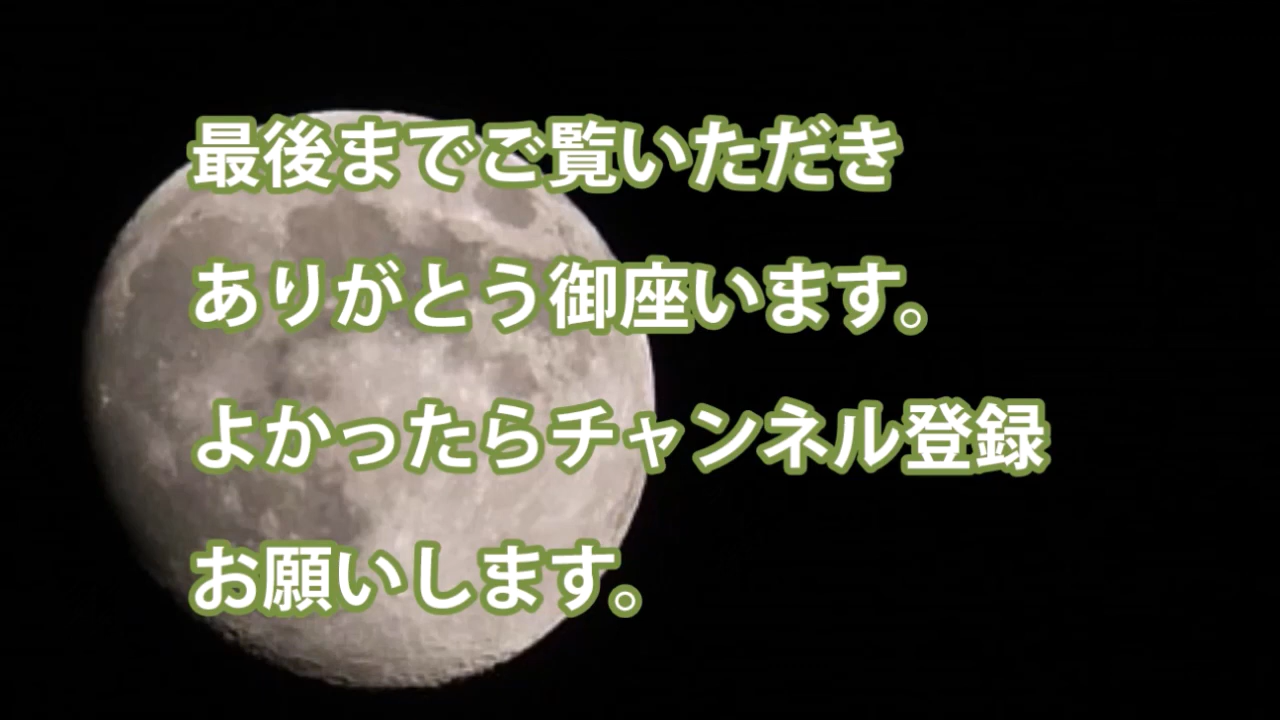 最後までご覧いただき
ありがとう御座います。
よかったらチャンネル登録
お願いします。